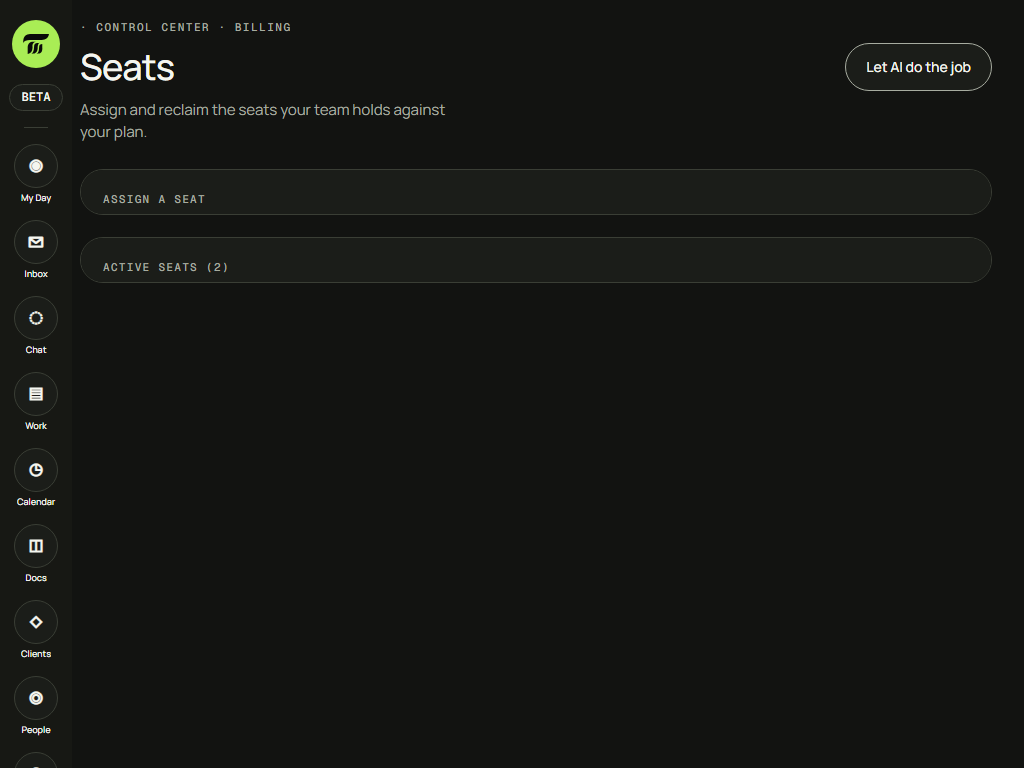 · CONTROL CENTER · BILLING
Seats
Let AI do the job
Assign and reclaim the seats your team holds against
your plan.
ASSIGN A SEAT
ACTIVE SEATS (2)
BETA
My Day
Inbox
Chat
Work
Calendar
Docs
Clients
People